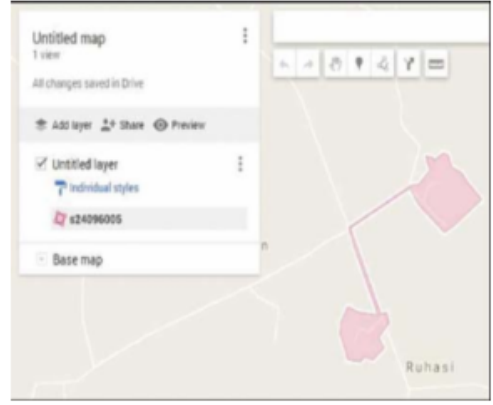 Untitled map
1 view
All changes saved in Drive
Add layer Share Preview
Untitled layer
Individual styles
s24096005
Base map
n
Ruhasi